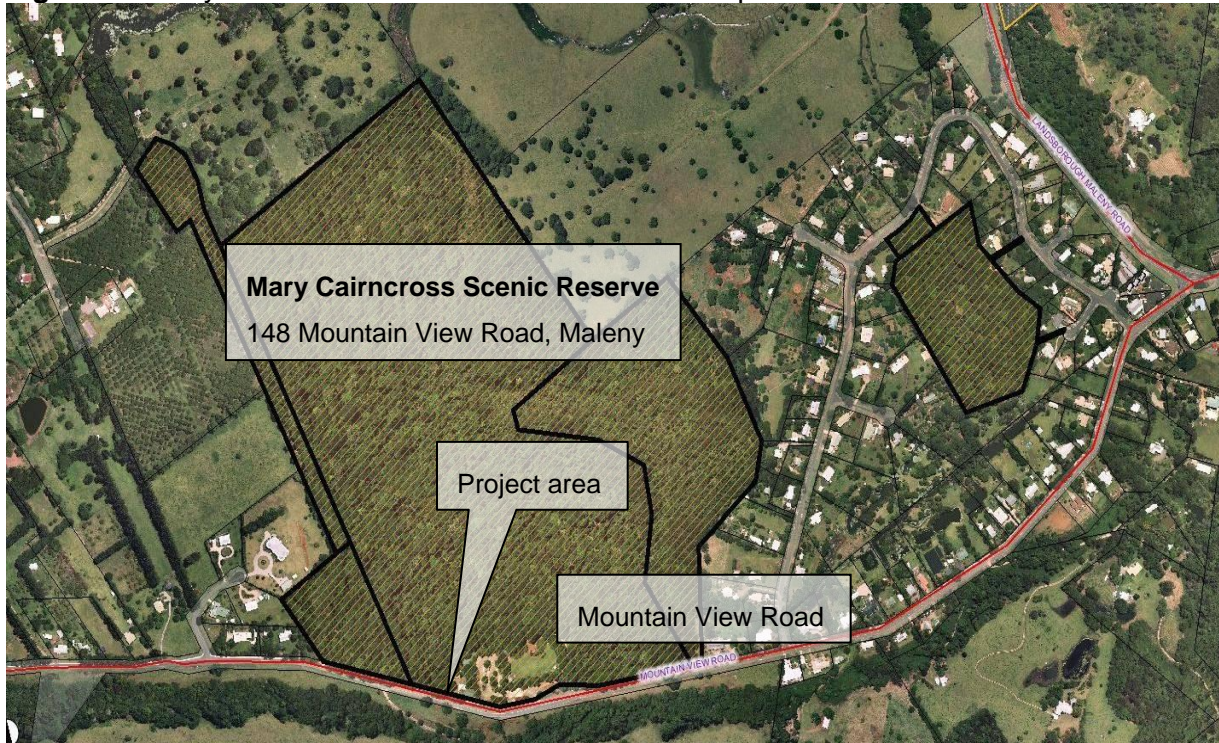 LANDSBOROUGH MALENY ROAD
Mary Cairncross Scenic Reserve
148 Mountain View Road, Maleny
Project area
Mountain View Road
MOUNTAIN VIEW ROAD